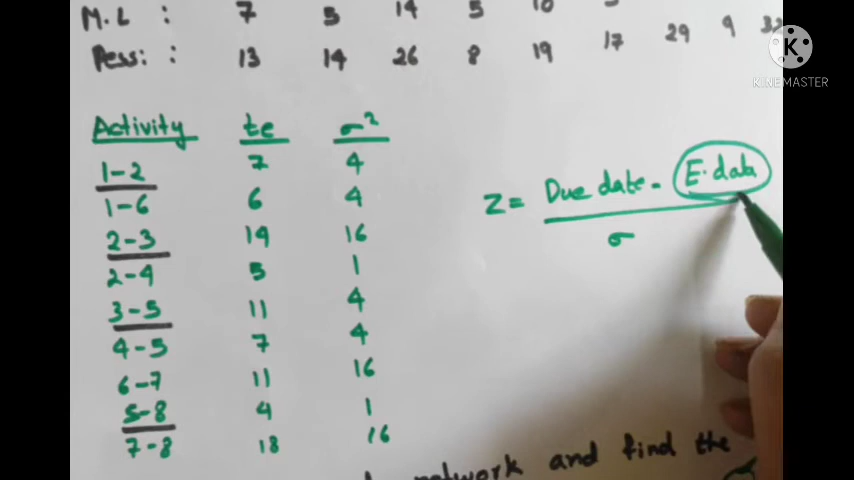 M.L : 7 5 14 5 10
Pessi : 13 14 26 8 19 17 29 9 32
K
KINEMASTER
Activity te σ²
1-2 7 4
1-6 6 4
2-3 14 16
2-4 5 1
3-5 11 4
4-5 7 4
6-7 11 16
5-8 4 1
7-8 18 16
Z = Due date - E. data
σ
network and find the